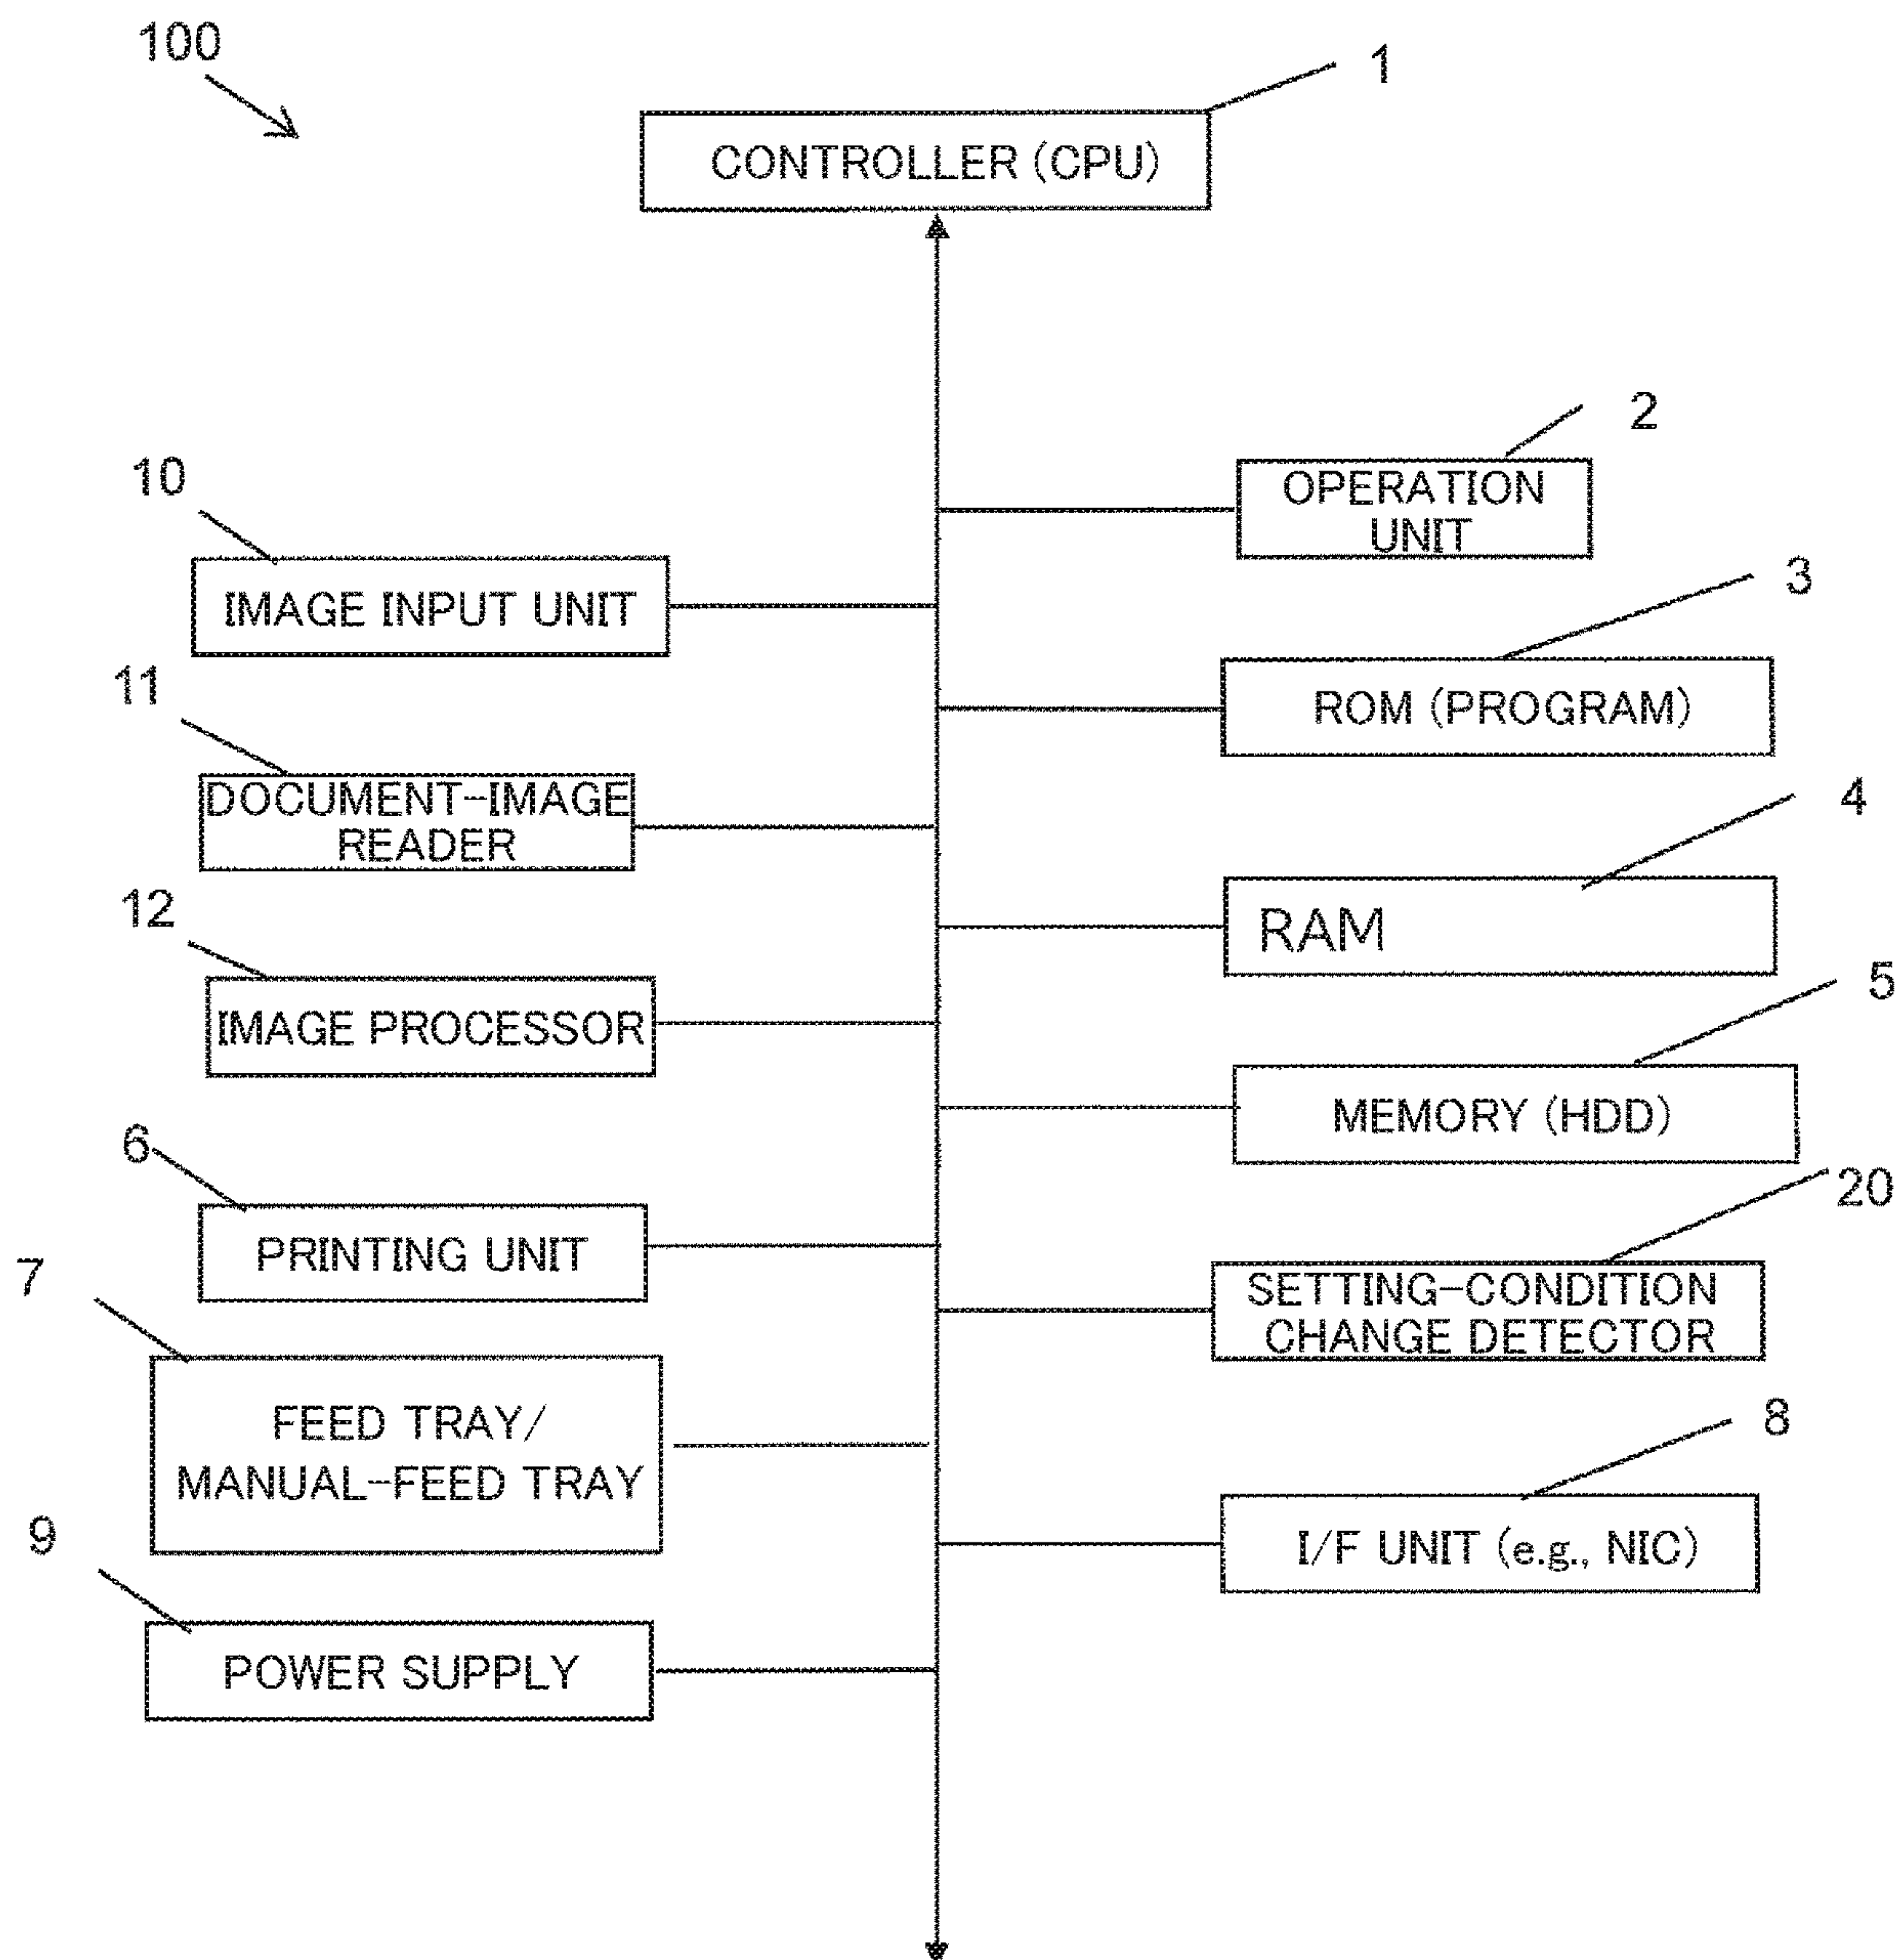 100
1
CONTROLLER (CPU)
2
OPERATION
UNIT
10
IMAGE INPUT UNIT
3
ROM (PROGRAM)
11
DOCUMENT-IMAGE
READER
4
RAM
12
IMAGE PROCESSOR
5
MEMORY (HDD)
6
PRINTING UNIT
20
SETTING-CONDITION
CHANGE DETECTOR
7
FEED TRAY/
MANUAL-FEED TRAY
8
I/F UNIT (e.g., NIC)
9
POWER SUPPLY